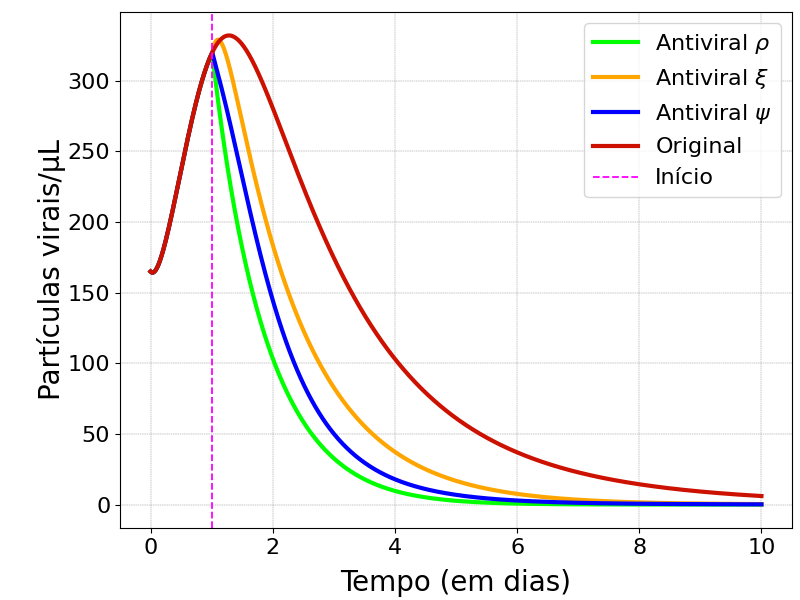 Partículas virais/µL
300
250
200
150
100
50
0
0 2 4 6 8 10
Tempo (em dias)
Antiviral ρ
Antiviral ξ
Antiviral ψ
Original
Início